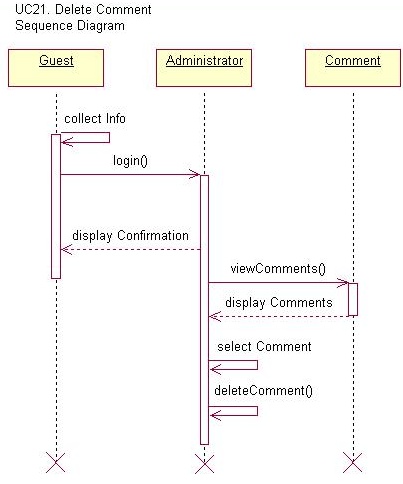 UC21. Delete Comment
Sequence Diagram
Guest
Administrator
Comment
collect Info
login()
display Confirmation
viewComments()
display Comments
select Comment
deleteComment()